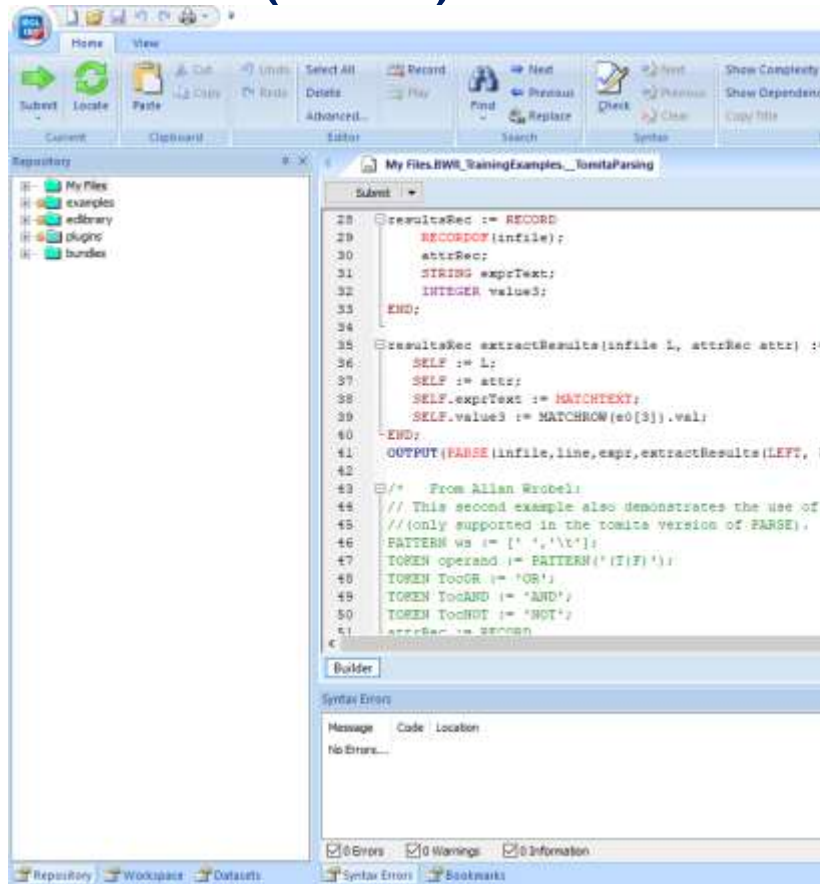 ECL
IDE
Home View
Submit Locate Paste Cut Copy Undo Redo Select All Delete Advanced... Record Play Find Next Previous Replace Check Next Previous Clear Show Complexity Show Dependenc Copy Title
Current Clipboard Editor Search Syntax
Repository
My Files
examples
ecllibrary
plugins
bundles
My Files.BWR_TrainingExamples.__TomitaParsing
Submit
28 resultsRec := RECORD
29 RECORDOF(infile);
30 attrRec;
31 STRING exprText;
32 INTEGER value3;
33 END;
34
35 resultsRec extractResults(infile L, attrRec attr) :
36 SELF := L;
37 SELF := attr;
38 SELF.exprText := MATCHTEXT;
39 SELF.value3 := MATCHROW(e0[3]).val;
40 END;
41 OUTPUT(PARSE(infile,line,expr,extractResults(LEFT,
42
43 /* From Allan Wrobel:
44 // This second example also demonstrates the use of
45 //(only supported in the tomita version of PARSE).
46 PATTERN ws := [' ','\t'];
47 TOKEN operand := PATTERN('(T|F)');
48 TOKEN TocOR := 'OR';
49 TOKEN TocAND := 'AND';
50 TOKEN TocNOT := 'NOT';
51 attrRec := RECORD
Builder
Syntax Errors
Message Code Location
No Errors...
0 Errors 0 Warnings 0 Information
Repository Workspace Datasets Syntax Errors Bookmarks